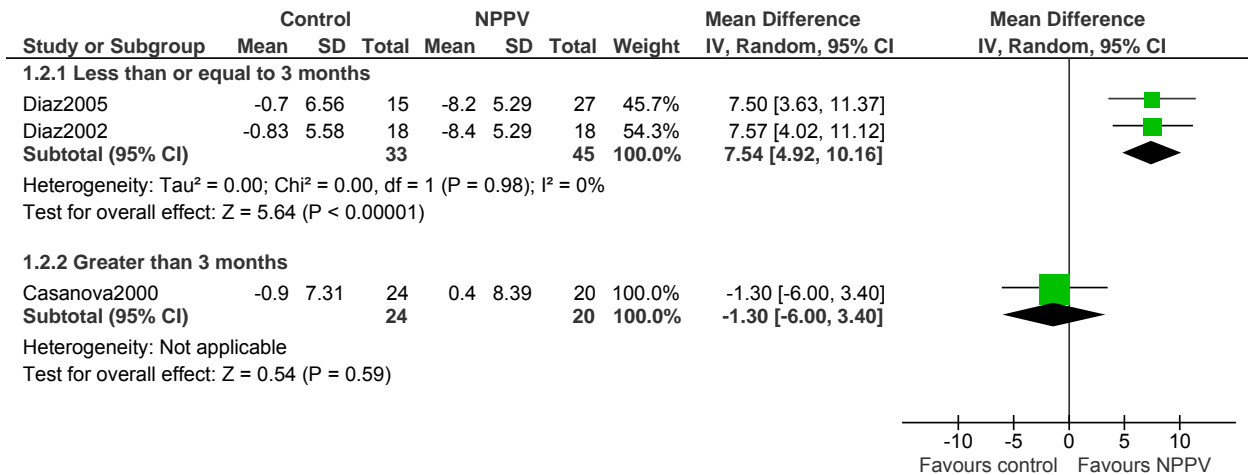 Control NPPV Mean Difference Mean Difference
Study or Subgroup Mean SD Total Mean SD Total Weight IV, Random, 95% CI IV, Random, 95% CI
1.2.1 Less than or equal to 3 months
Diaz2005 -0.7 6.56 15 -8.2 5.29 27 45.7% 7.50 [3.63, 11.37]
Diaz2002 -0.83 5.58 18 -8.4 5.29 18 54.3% 7.57 [4.02, 11.12]
Subtotal (95% CI) 33 45 100.0% 7.54 [4.92, 10.16]
Heterogeneity: Tau² = 0.00; Chi² = 0.00, df = 1 (P = 0.98); I² = 0%
Test for overall effect: Z = 5.64 (P < 0.00001)
1.2.2 Greater than 3 months
Casanova2000 -0.9 7.31 24 0.4 8.39 20 100.0% -1.30 [-6.00, 3.40]
Subtotal (95% CI) 24 20 100.0% -1.30 [-6.00, 3.40]
Heterogeneity: Not applicable
Test for overall effect: Z = 0.54 (P = 0.59)
-10 -5 0 5 10
Favours control Favours NPPV